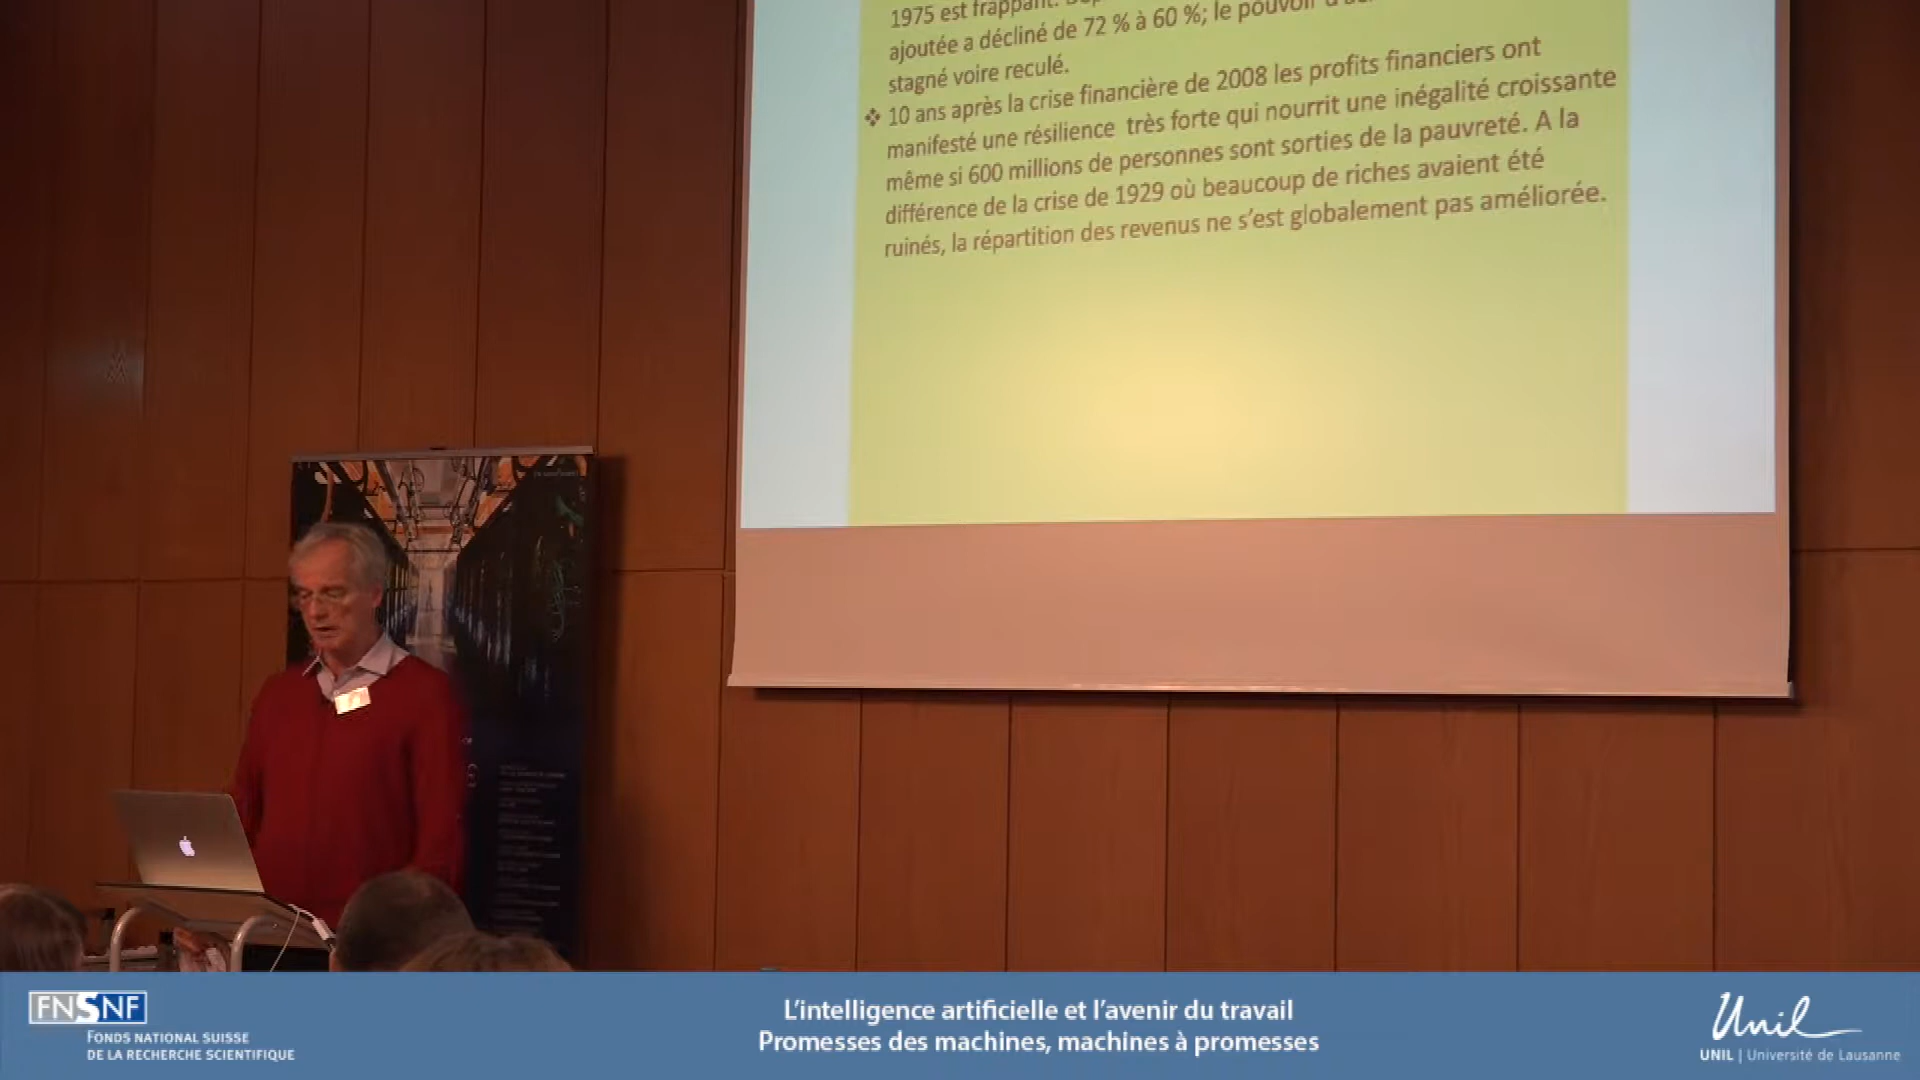 1975 est frappant.
ajoutée a décliné de 72 % à 60 %; le pouvoir
stagné voire reculé.
❖ 10 ans après la crise financière de 2008 les profits financiers ont
manifesté une résilience très forte qui nourrit une inégalité croissante
même si 600 millions de personnes sont sorties de la pauvreté. A la
différence de la crise de 1929 où beaucoup de riches avaient été
ruinés, la répartition des revenus ne s'est globalement pas améliorée.
FNSNF
FONDS NATIONAL SUISSE
DE LA RECHERCHE SCIENTIFIQUE
L'intelligence artificielle et l'avenir du travail
Promesses des machines, machines à promesses
Unil
UNIL | Université de Lausanne